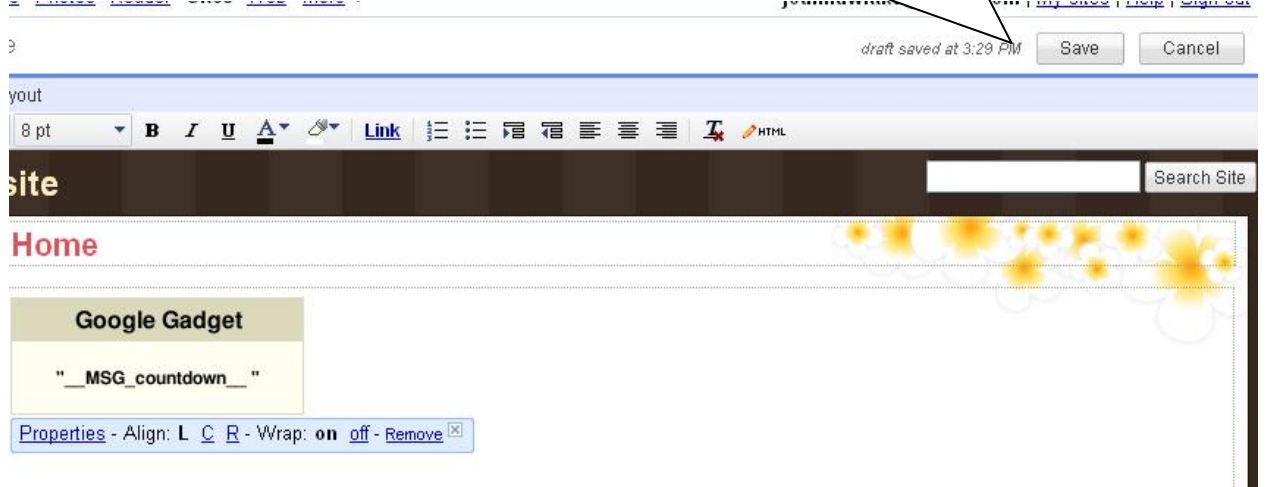 My sites | Help | Sign out
draft saved at 3:29 PM Save Cancel
yout
8 pt B I U A Link HTML
site Search Site
Home
Google Gadget
"__MSG_countdown__ "
Properties - Align: L C R - Wrap: on off - Remove